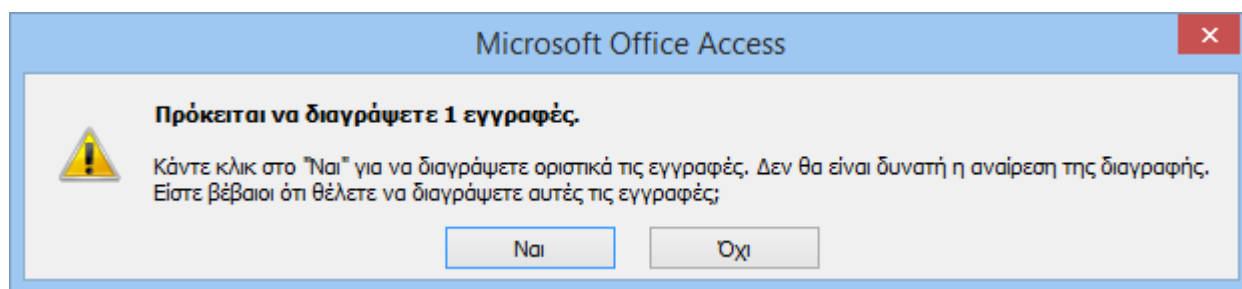 Microsoft Office Access
Πρόκειται να διαγράψετε 1 εγγραφές.
Κάντε κλικ στο "Ναι" για να διαγράψετε οριστικά τις εγγραφές. Δεν θα είναι δυνατή η αναίρεση της διαγραφής.
Είστε βέβαιοι ότι θέλετε να διαγράψετε αυτές τις εγγραφές;
Ναι
Όχι